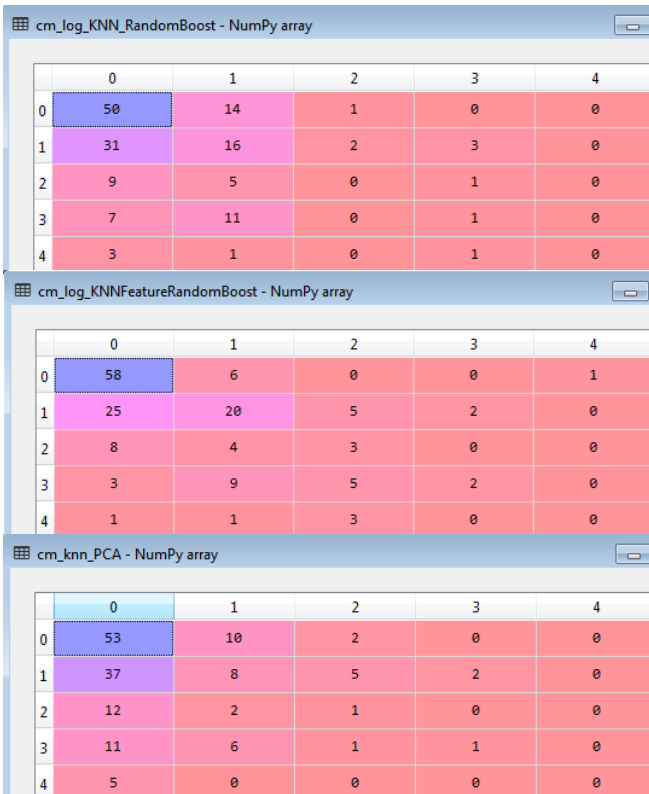 cm_log_KNN_RandomBoost - NumPy array
0 1 2 3 4
0 50 14 1 0 0
1 31 16 2 3 0
2 9 5 0 1 0
3 7 11 0 1 0
4 3 1 0 1 0
cm_log_KNNFeatureRandomBoost - NumPy array
0 1 2 3 4
0 58 6 0 0 1
1 25 20 5 2 0
2 8 4 3 0 0
3 3 9 5 2 0
4 1 1 3 0 0
cm_knn_PCA - NumPy array
0 1 2 3 4
0 53 10 2 0 0
1 37 8 5 2 0
2 12 2 1 0 0
3 11 6 1 1 0
4 5 0 0 0 0